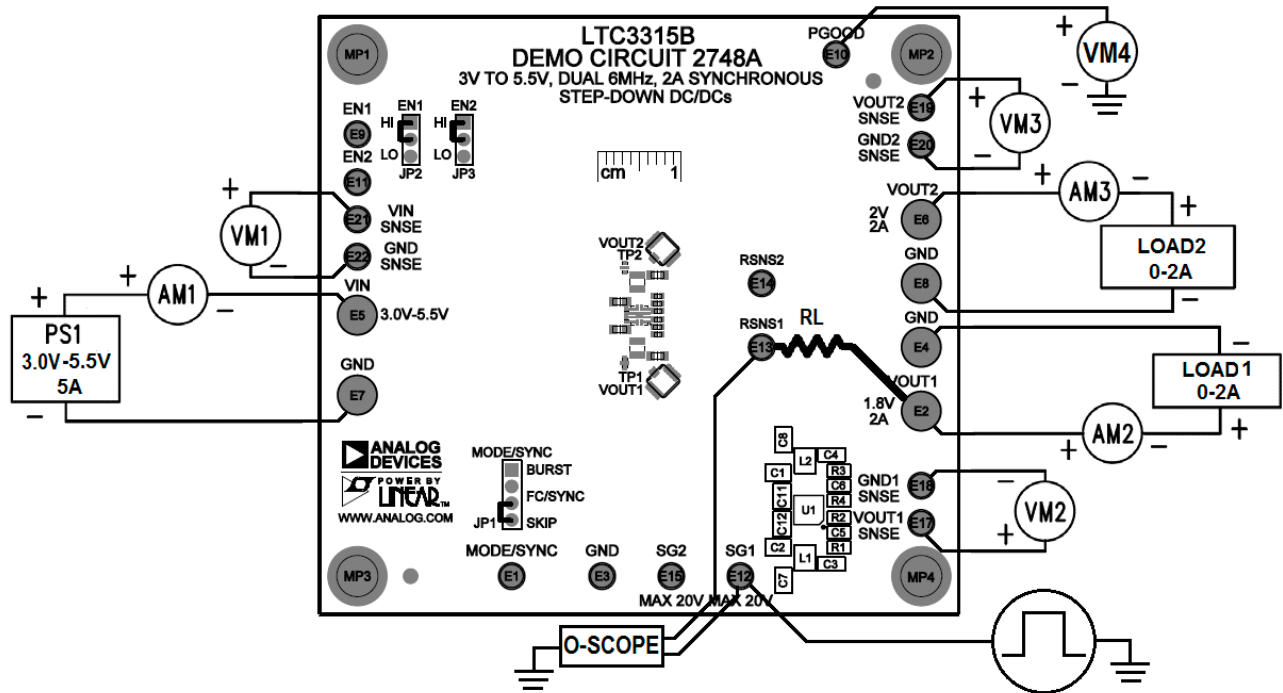 LTC3315B
DEMO CIRCUIT 2748A
3V TO 5.5V, DUAL 6MHz, 2A SYNCHRONOUS
STEP-DOWN DC/DCs
MP1
MP2
PGOOD
E10
+
VM4
-
EN1
E9
EN2
E11
EN1
HI
LO
JP2
EN2
HI
LO
JP3
cm 1
VOUT2
SNSE
E19
GND2
SNSE
E20
+
VM3
-
+
VM1
-
E21
VIN
SNSE
E22
GND
SNSE
VIN
E5
3.0V-5.5V
+
AM1
-
+
PS1
3.0V-5.5V
5A
-
GND
E7
VOUT2
TP2
TP1
VOUT1
RSNS2
E14
RSNS1
E13
RL
VOUT2
2V
2A
E6
+
AM3
-
+
LOAD2
0-2A
-
GND
E8
GND
E4
-
LOAD1
0-2A
+
VOUT1
1.8V
2A
E2
+
AM2
-
ANALOG
DEVICES
POWER BY
LINEAR™
WWW.ANALOG.COM
MODE/SYNC
BURST
FC/SYNC
SKIP
JP1
C8
L2
C4
C1
R3
C11
C6
R4
U1
C12
R2
C5
C2
R1
L1
C3
C7
GND1
SNSE
E18
VOUT1
SNSE
E17
-
VM2
+
MP3
MODE/SYNC
E1
GND
E3
SG2
E15
SG1
E12
MAX 20V MAX 20V
MP4
O-SCOPE